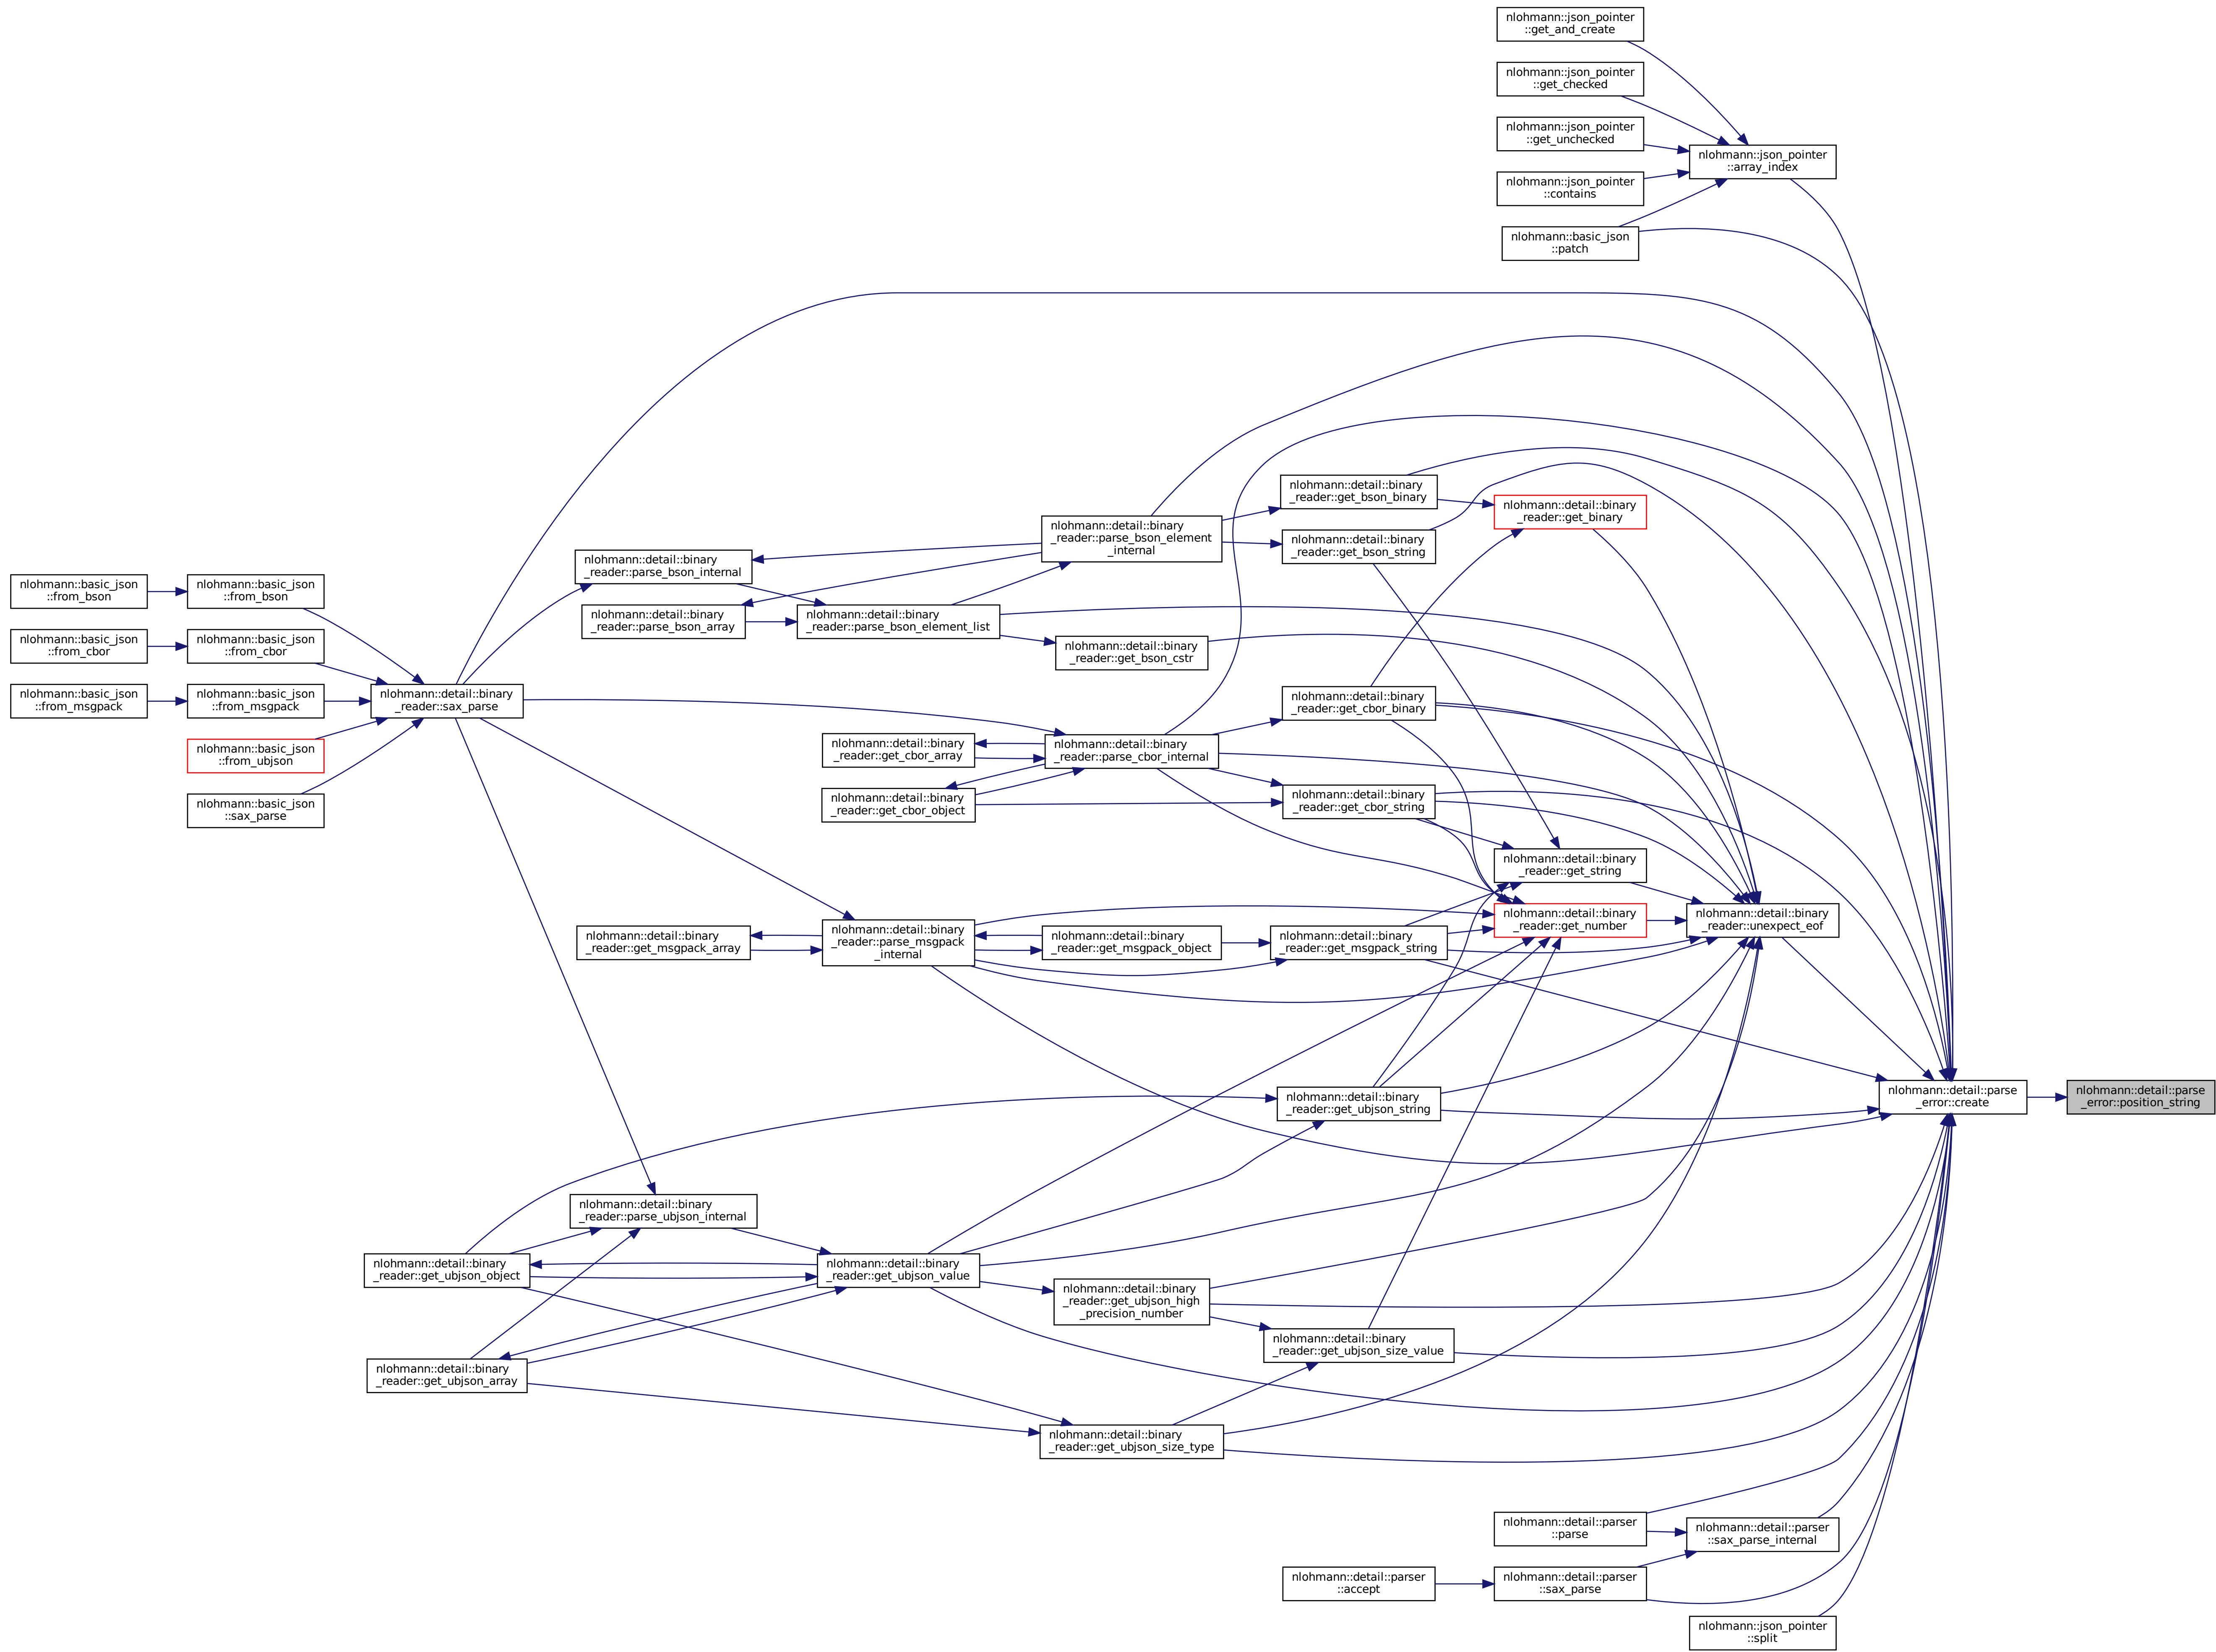 nlohmann::json_pointer
::get_and_create
nlohmann::json_pointer
::get_checked
nlohmann::json_pointer
::get_unchecked
nlohmann::json_pointer
::array_index
nlohmann::json_pointer
::contains
nlohmann::basic_json
::patch
nlohmann::detail::binary
_reader::get_bson_binary
nlohmann::detail::binary
_reader::get_binary
nlohmann::detail::binary
_reader::parse_bson_element
_internal
nlohmann::detail::binary
_reader::get_bson_string
nlohmann::detail::binary
_reader::parse_bson_internal
nlohmann::basic_json
::from_bson
nlohmann::basic_json
::from_bson
nlohmann::detail::binary
_reader::parse_bson_array
nlohmann::detail::binary
_reader::parse_bson_element_list
nlohmann::basic_json
::from_cbor
nlohmann::basic_json
::from_cbor
nlohmann::detail::binary
_reader::get_bson_cstr
nlohmann::basic_json
::from_msgpack
nlohmann::basic_json
::from_msgpack
nlohmann::detail::binary
_reader::sax_parse
nlohmann::detail::binary
_reader::get_cbor_binary
nlohmann::basic_json
::from_ubjson
nlohmann::detail::binary
_reader::get_cbor_array
nlohmann::detail::binary
_reader::parse_cbor_internal
nlohmann::basic_json
::sax_parse
nlohmann::detail::binary
_reader::get_cbor_object
nlohmann::detail::binary
_reader::get_cbor_string
nlohmann::detail::binary
_reader::get_string
nlohmann::detail::binary
_reader::get_number
nlohmann::detail::binary
_reader::unexpect_eof
nlohmann::detail::binary
_reader::get_msgpack_array
nlohmann::detail::binary
_reader::parse_msgpack
_internal
nlohmann::detail::binary
_reader::get_msgpack_object
nlohmann::detail::binary
_reader::get_msgpack_string
nlohmann::detail::binary
_reader::get_ubjson_string
nlohmann::detail::parse
_error::create
nlohmann::detail::parse
_error::position_string
nlohmann::detail::binary
_reader::parse_ubjson_internal
nlohmann::detail::binary
_reader::get_ubjson_object
nlohmann::detail::binary
_reader::get_ubjson_value
nlohmann::detail::binary
_reader::get_ubjson_high
_precision_number
nlohmann::detail::binary
_reader::get_ubjson_size_value
nlohmann::detail::binary
_reader::get_ubjson_array
nlohmann::detail::binary
_reader::get_ubjson_size_type
nlohmann::detail::parser
::parse
nlohmann::detail::parser
::sax_parse_internal
nlohmann::detail::parser
::accept
nlohmann::detail::parser
::sax_parse
nlohmann::json_pointer
::split